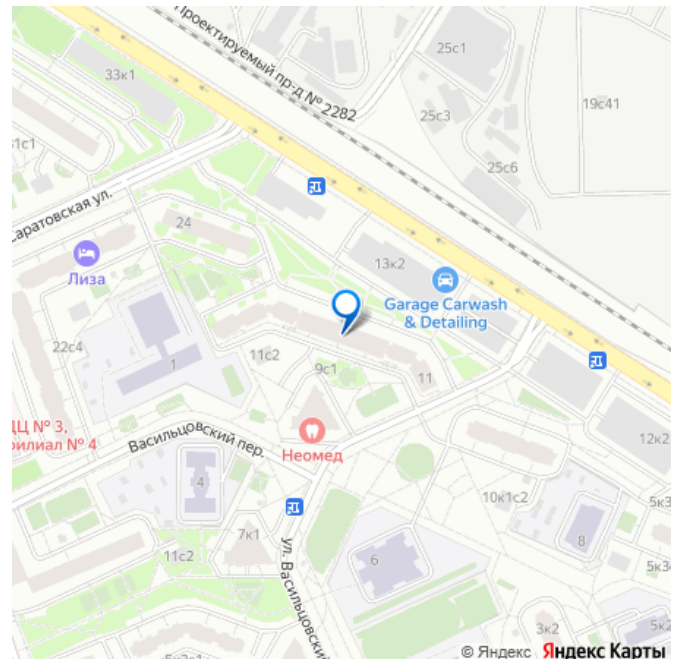 Проектируемый пр-д № 2282
25с1
33к1
19с41
25с3
31с1
25с6
Саратовская ул.
24
Лиза
13к2
Garage Carwash
& Detailing
22с4
1
11с2
9с1
11
ДЦ № 3,
филиал № 4
Васильцовский пер.
Неомед
12к2
4
10к1с2
5к3
7к1
ул. Васильцовский
8
11с2
6
5к3
3к2
5к2
5к3с1
© Яндекс Яндекс Карты